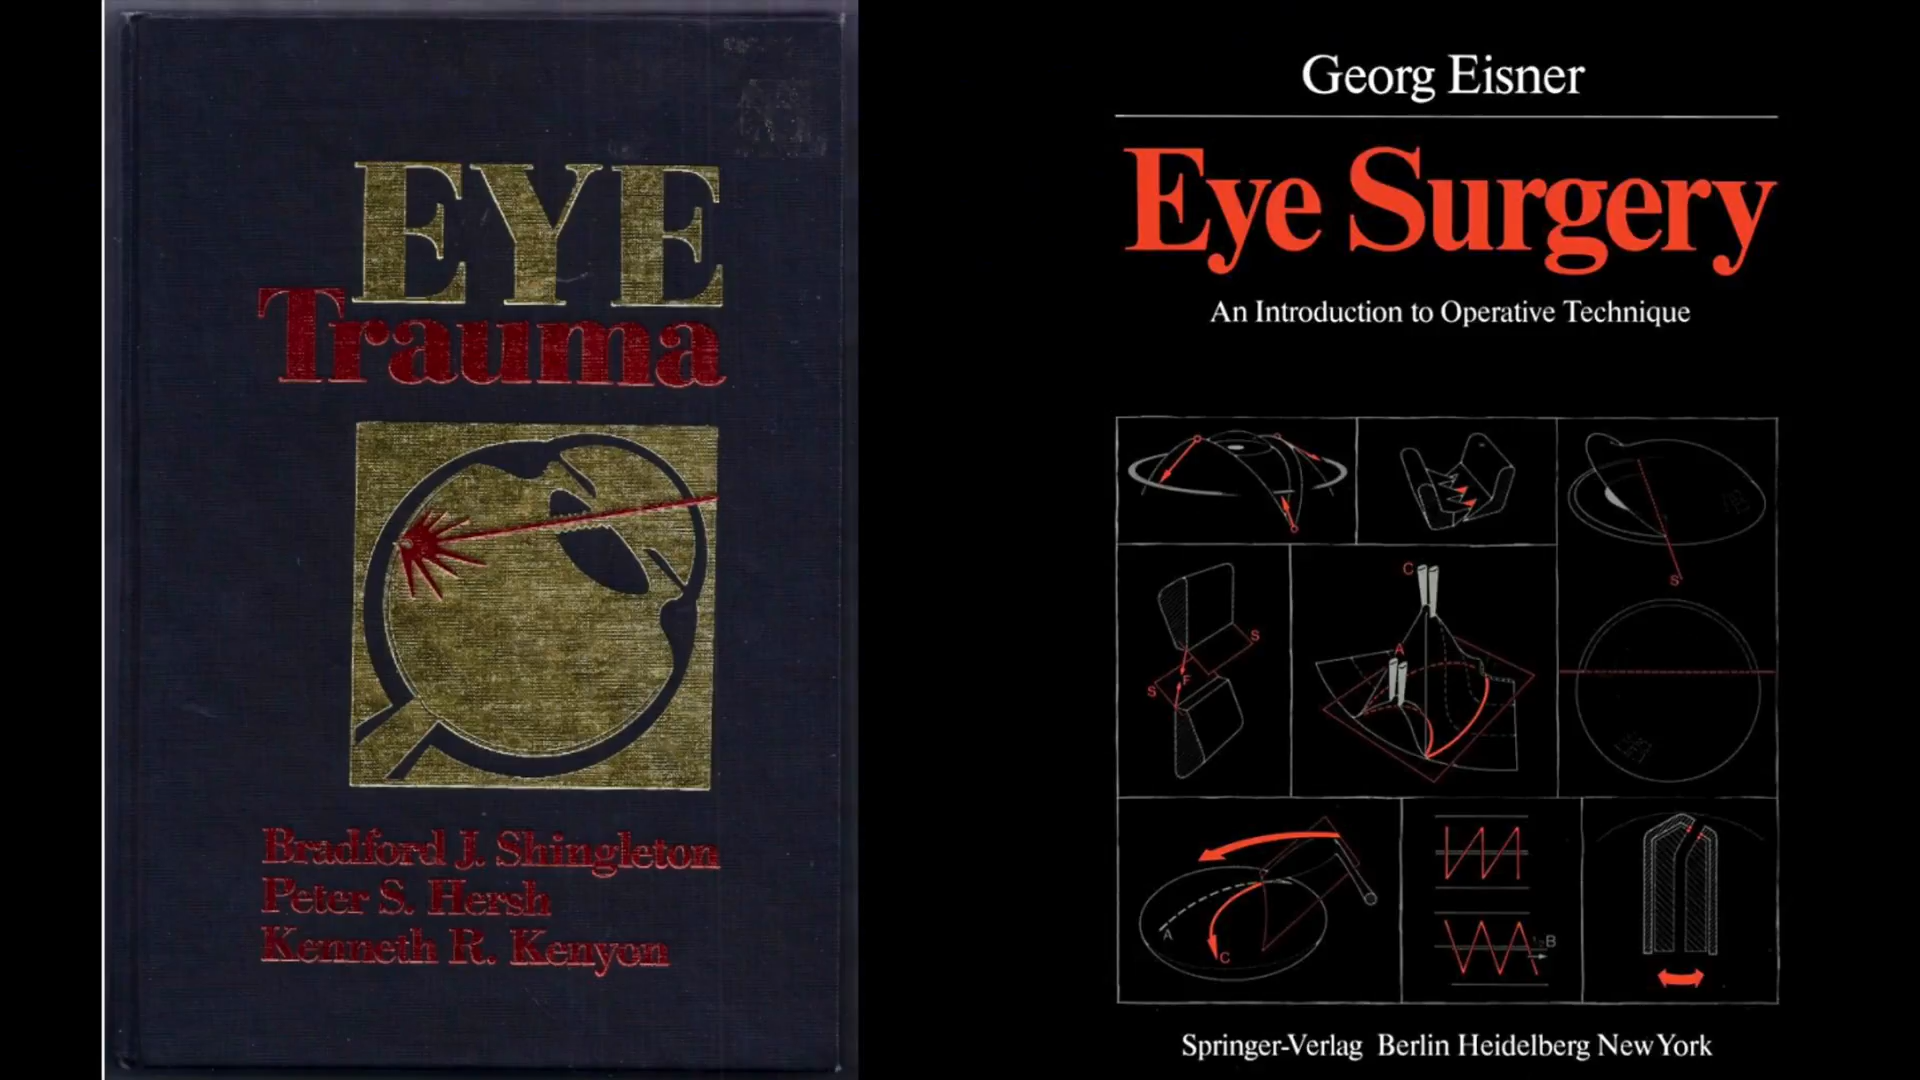 EYE
Trauma
Bradford J. Shingleton
Peter S. Hersh
Kenneth R. Kenyon
Georg Eisner
Eye Surgery
An Introduction to Operative Technique
S
C
A
S
S
F
A
C
B
Springer-Verlag Berlin Heidelberg New York